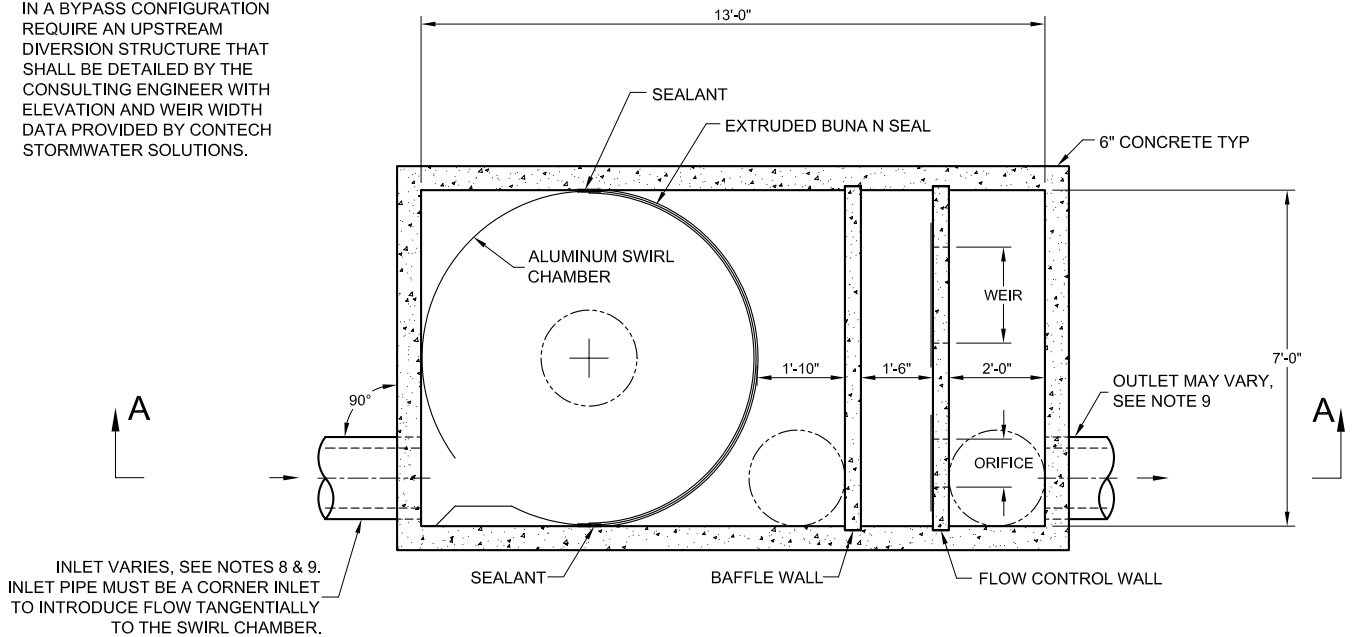 IN A BYPASS CONFIGURATION
REQUIRE AN UPSTREAM
DIVERSION STRUCTURE THAT
SHALL BE DETAILED BY THE
CONSULTING ENGINEER WITH
ELEVATION AND WEIR WIDTH
DATA PROVIDED BY CONTECH
STORMWATER SOLUTIONS.
13'-0"
SEALANT
EXTRUDED BUNA N SEAL
6" CONCRETE TYP
ALUMINUM SWIRL
CHAMBER
WEIR
7'-0"
1'-10"
1'-6"
2'-0"
OUTLET MAY VARY,
SEE NOTE 9
90°
A
A
ORIFICE
INLET VARIES, SEE NOTES 8 & 9.
INLET PIPE MUST BE A CORNER INLET
TO INTRODUCE FLOW TANGENTIALLY
TO THE SWIRL CHAMBER.
SEALANT
BAFFLE WALL
FLOW CONTROL WALL